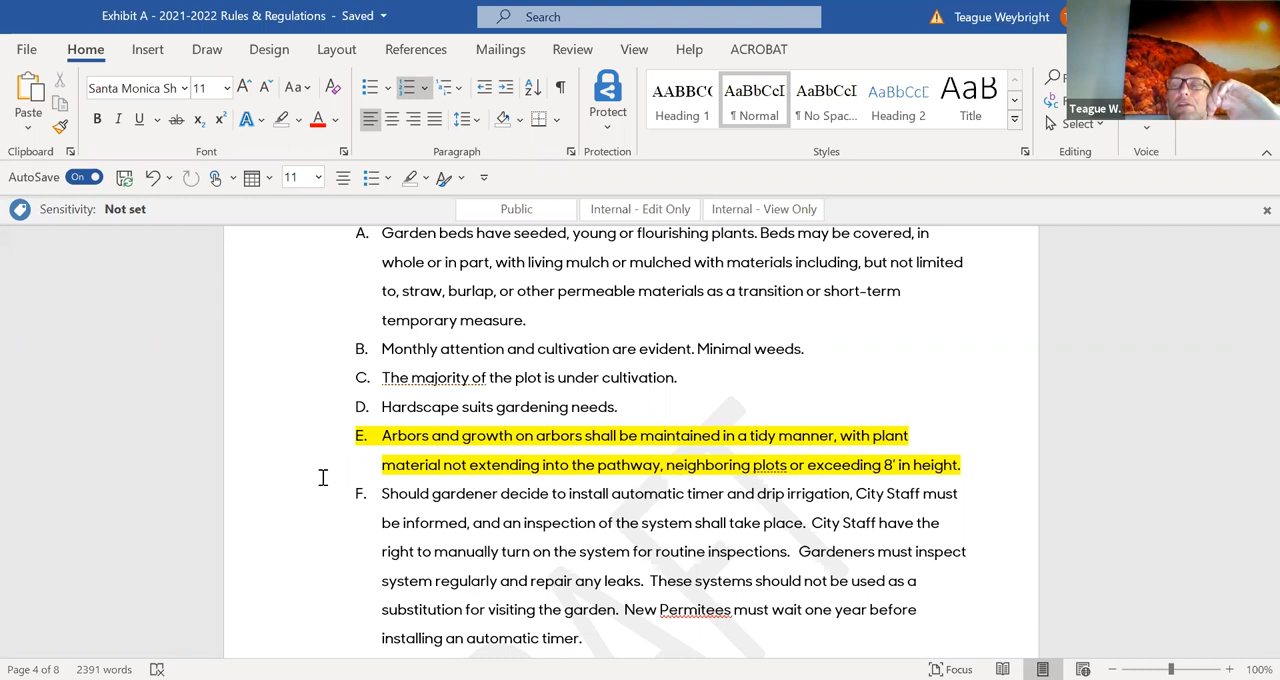 Exhibit A - 2021-2022 Rules & Regulations - Saved
Search
Teague Weybright
File Home Insert Draw Design Layout References Mailings Review View Help ACROBAT
Santa Monica Sh 11
Paste
Protect
AABBC( AaBbCcI AaBbCcI AaBbCcD AaB
Heading 1 ¶ Normal ¶ No Spac... Heading 2 Title
Teague W.
Select
Clipboard Font Paragraph Protection Styles Editing Voice
AutoSave On 11
Sensitivity: Not set Public Internal - Edit Only Internal - View Only
A. Garden beds have seeded, young or flourishing plants. Beds may be covered, in
whole or in part, with living mulch or mulched with materials including, but not limited
to, straw, burlap, or other permeable materials as a transition or short-term
temporary measure.
B. Monthly attention and cultivation are evident. Minimal weeds.
C. The majority of the plot is under cultivation.
D. Hardscape suits gardening needs.
E. Arbors and growth on arbors shall be maintained in a tidy manner, with plant
material not extending into the pathway, neighboring plots or exceeding 8' in height.
F. Should gardener decide to install automatic timer and drip irrigation, City Staff must
be informed, and an inspection of the system shall take place. City Staff have the
right to manually turn on the system for routine inspections. Gardeners must inspect
system regularly and repair any leaks. These systems should not be used as a
substitution for visiting the garden. New Permitees must wait one year before
installing an automatic timer.
Page 4 of 8 2391 words Focus 100%